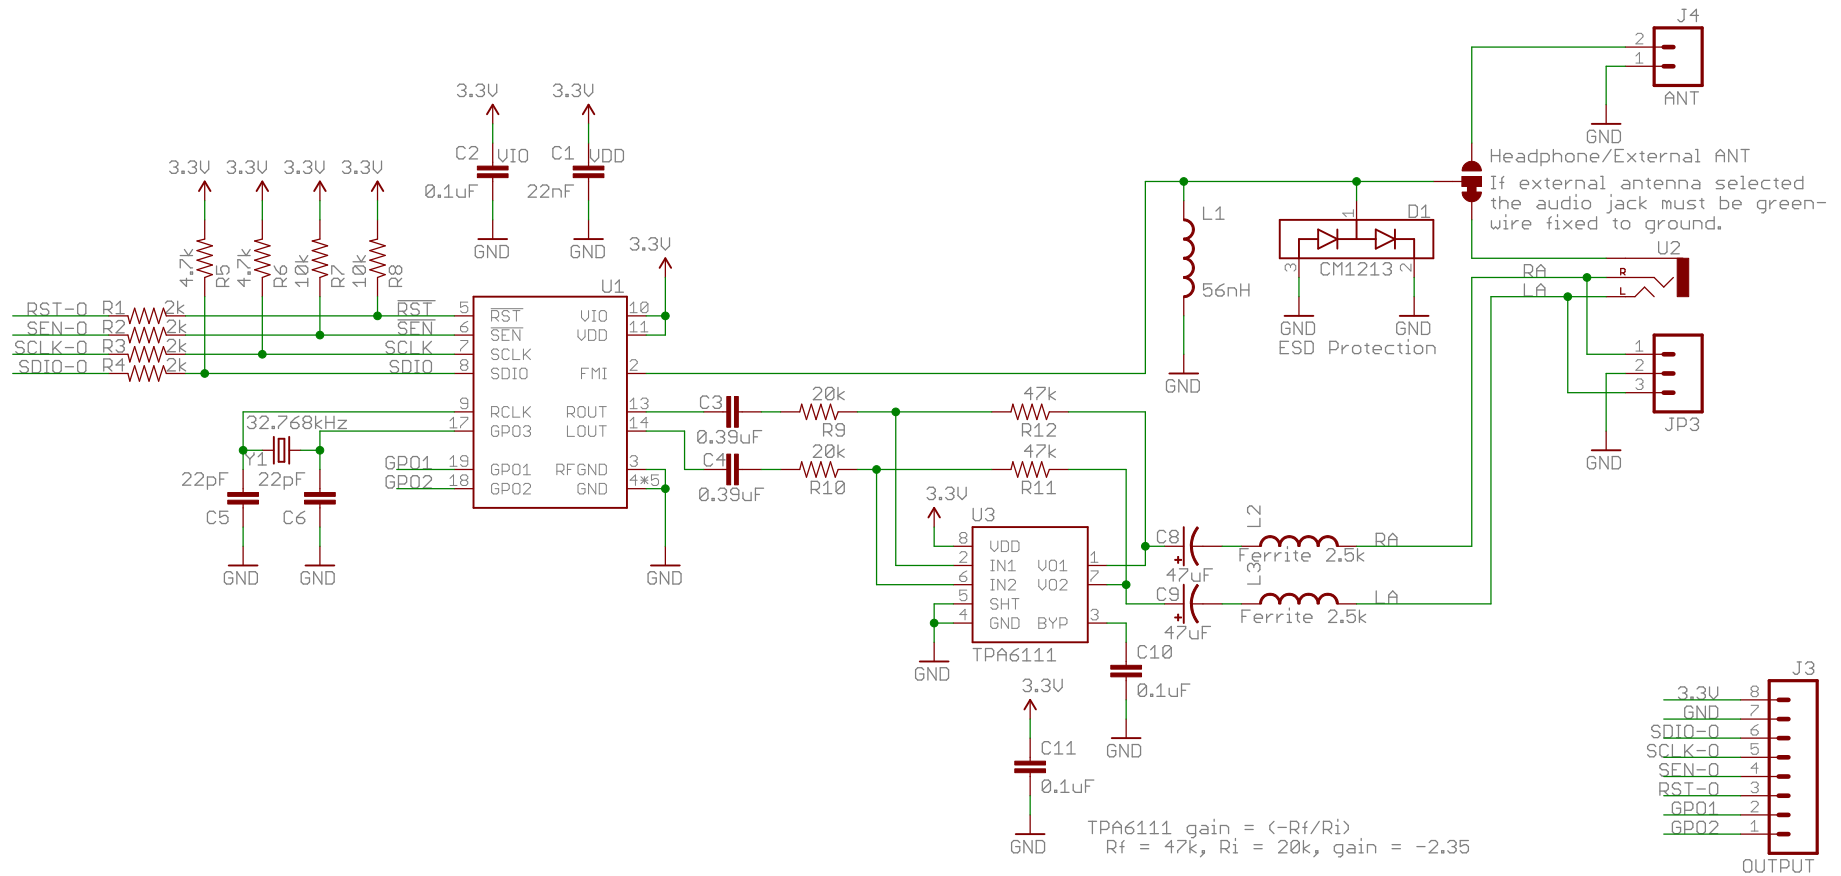 J4
2
1
ANT
GND
Headphone/External ANT
If external antenna selected
the audio jack must be green-
wire fixed to ground.
3.3V
3.3V
C2
VIO
0.1uF
GND
C1
VDD
22nF
GND
3.3V
3.3V
3.3V
3.3V
4.7k
R5
4.7k
R6
10k
R7
10k
R8
3.3V
U1
RST-O
R1
2k
RST
5
SEN-O
R2
2k
SEN
6
SCLK-O
R3
2k
SCLK
7
SDIO-O
R4
2k
SDIO
8
RST
VIO
10
SEN
VDD
11
SCLK
SDIO
FMI
2
9
RCLK
ROUT
13
17
GPO3
LOUT
14
GPO1
19
GPO1
RFGND
3
GPO2
18
GPO2
GND
4*5
32.768kHz
Y1
22pF
22pF
C5
C6
GND
GND
GND
L1
56nH
GND
D1
1
3
CM1213
2
GND
GND
ESD Protection
U2
R
L
RA
LA
1
2
3
JP3
GND
C3
0.39uF
20k
R9
47k
R12
C4
0.39uF
20k
R10
47k
R11
3.3V
U3
8
VDD
2
IN1
VO1
1
6
IN2
VO2
7
5
SHT
4
GND
BYP
3
TPA6111
GND
C8
+
47uF
L2
Ferrite 2.5k
RA
C9
+
47uF
L3
Ferrite 2.5k
LA
C10
0.1uF
GND
3.3V
C11
0.1uF
GND
TPA6111 gain = (-Rf/Ri)
Rf = 47k, Ri = 20k, gain = -2.35
J3
3.3V
8
GND
7
SDIO-O
6
SCLK-O
5
SEN-O
4
RST-O
3
GPO1
2
GPO2
1
OUTPUT